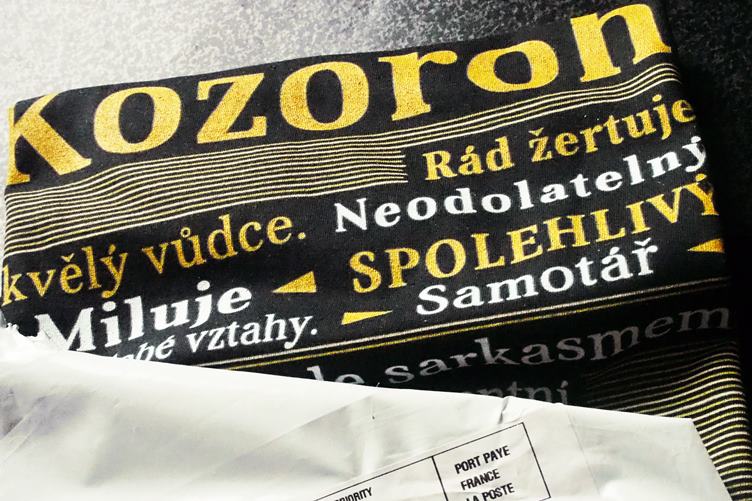 Kozoroh
Rád žertuje
kvělý vůdce. Neodolatelný
SPOLEHLIVÝ
Miluje Samotář
vztahy.
sarkasmem
PORT PAYE
FRANCE
LA POSTE